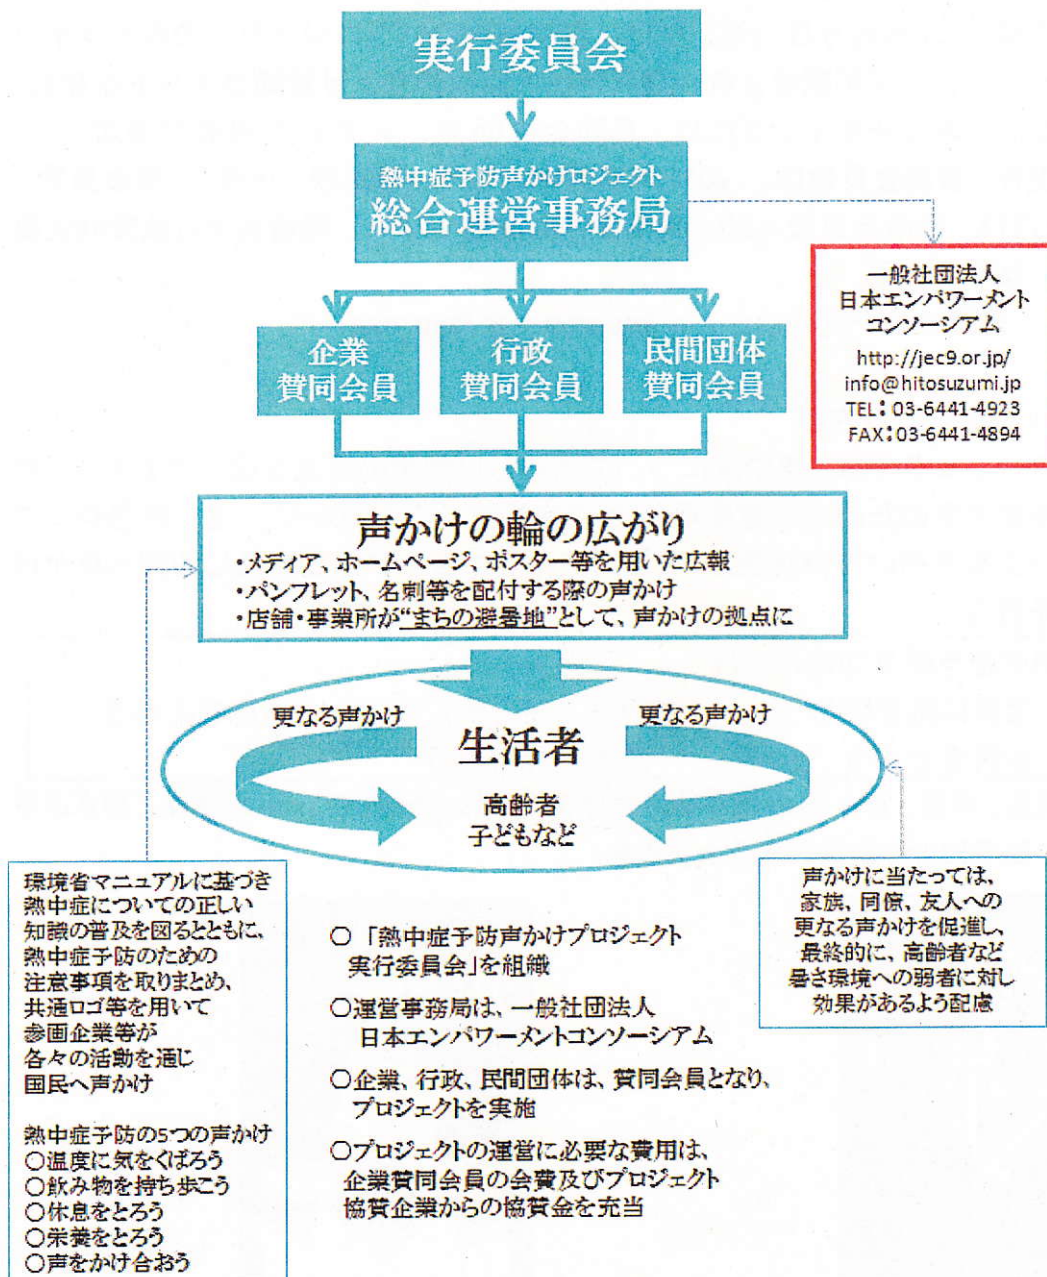 実行委員会
熱中症予防声かけロジェクト
総合運営事務局
一般社団法人
日本エンパワーメント
コンソーシアム
http://jec9.or.jp/
info@hitosuzumi.jp
TEL:03-6441-4923
FAX:03-6441-4894
企業
賛同会員
行政
賛同会員
民間団体
賛同会員
声かけの輪の広がり
・メディア、ホームページ、ポスター等を用いた広報
・パンフレット、名刺等を配付する際の声かけ
・店舗・事業所が“まちの避暑地”として、声かけの拠点に
更なる声かけ
更なる声かけ
生活者
高齢者
子どもなど
環境省マニュアルに基づき
熱中症についての正しい
知識の普及を図るとともに、
熱中症予防のための
注意事項を取りまとめ、
共通ロゴ等を用いて
参画企業等が
各々の活動を通じ
国民へ声かけ
熱中症予防の5つの声かけ
○温度に気をくばろう
○飲み物を持ち歩こう
○休息をとろう
○栄養をとろう
○声をかけ合おう
○「熱中症予防声かけプロジェクト
実行委員会」を組織
○運営事務局は、一般社団法人
日本エンパワーメントコンソーシアム
○企業、行政、民間団体は、賛同会員となり、
プロジェクトを実施
○プロジェクトの運営に必要な費用は、
企業賛同会員の会費及びプロジェクト
協賛企業からの協賛金を充当
声かけに当たっては、
家族、同僚、友人への
更なる声かけを促進し、
最終的に、高齢者など
暑さ環境への弱者に対し
効果があるよう配慮